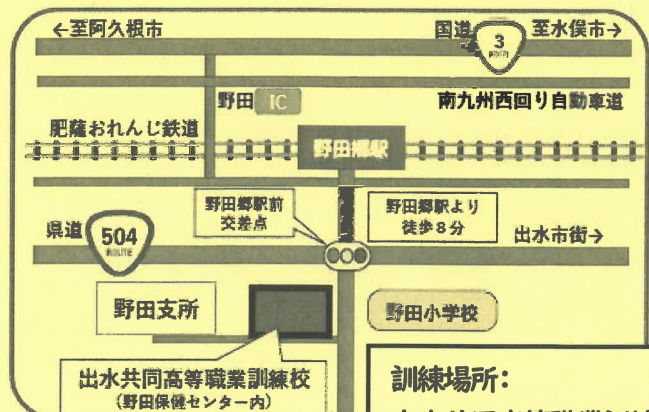 ←至阿久根市
国道 3 ROUTE 至水俣市→
野田 IC
南九州西回り自動車道
肥薩おれんじ鉄道
野田郷駅
野田郷駅前
交差点
野田郷駅より
徒歩8分
県道 504 ROUTE
出水市街→
野田支所
野田小学校
出水共同高等職業訓練校
(野田保健センター内)
訓練場所: